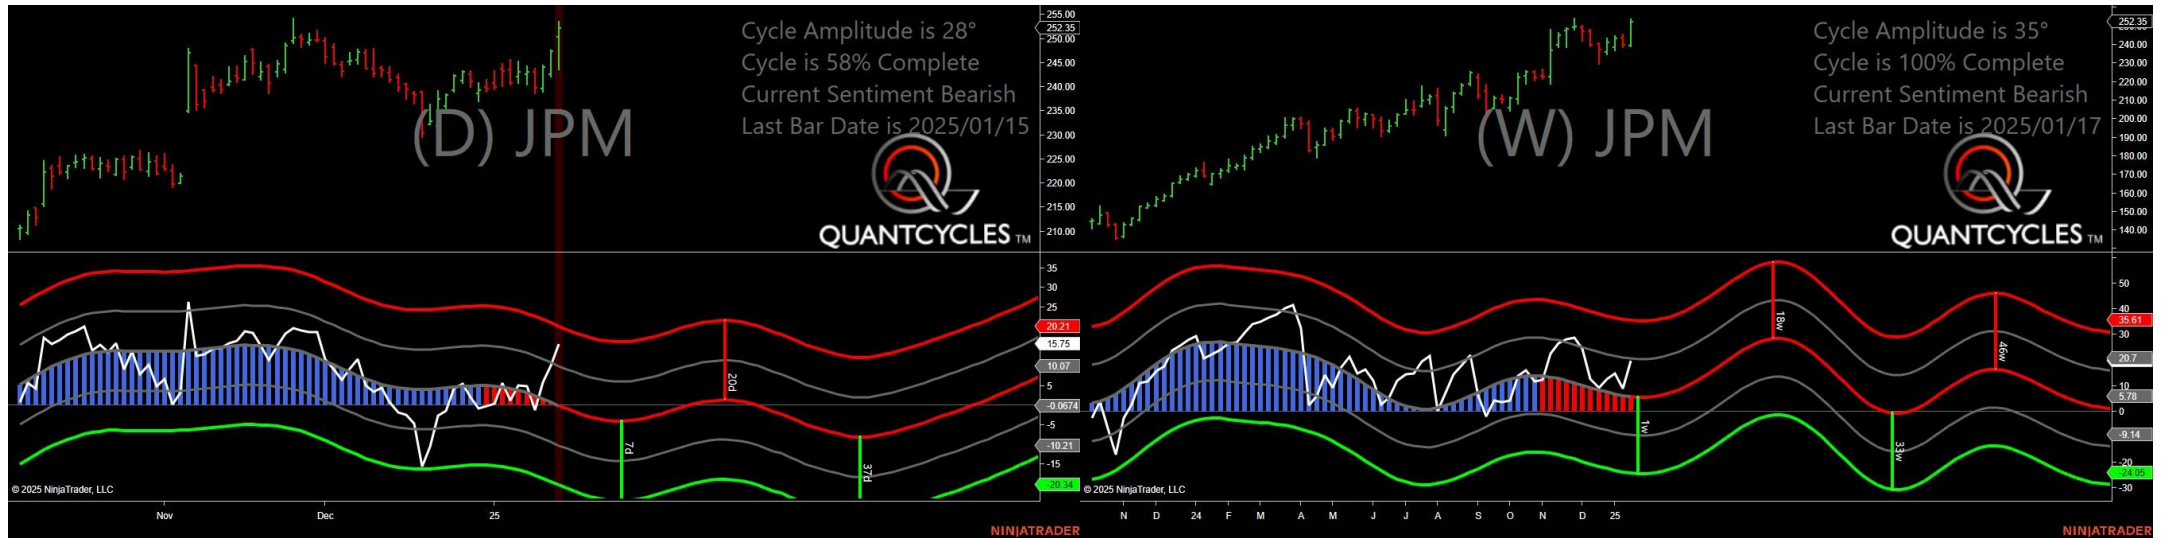 Cycle Amplitude is 28°
Cycle is 58% Complete
Current Sentiment Bearish
Last Bar Date is 2025/01/15
(D) JPM
QUANTCYCLES TM
255.00
252.35
250.00
245.00
240.00
235.00
230.00
225.00
220.00
215.00
210.00
35
30
25
20.21
15.75
10.07
5
-0.0674
-5
-10.21
-15
-20.34
7d
20d
37d
© 2025 NinjaTrader, LLC
Nov
Dec
25
NINJATRADER
Cycle Amplitude is 35°
Cycle is 100% Complete
Current Sentiment Bearish
Last Bar Date is 2025/01/17
(W) JPM
QUANTCYCLES TM
252.35
240.00
230.00
220.00
210.00
200.00
190.00
180.00
170.00
160.00
150.00
140.00
50
40
35.61
30
20.7
10
5.78
0
-9.14
-20
-24.05
-30
1w
18w
33w
46w
© 2025 NinjaTrader, LLC
N D 24 F M A M J J A S O N D 25
NINJATRADER